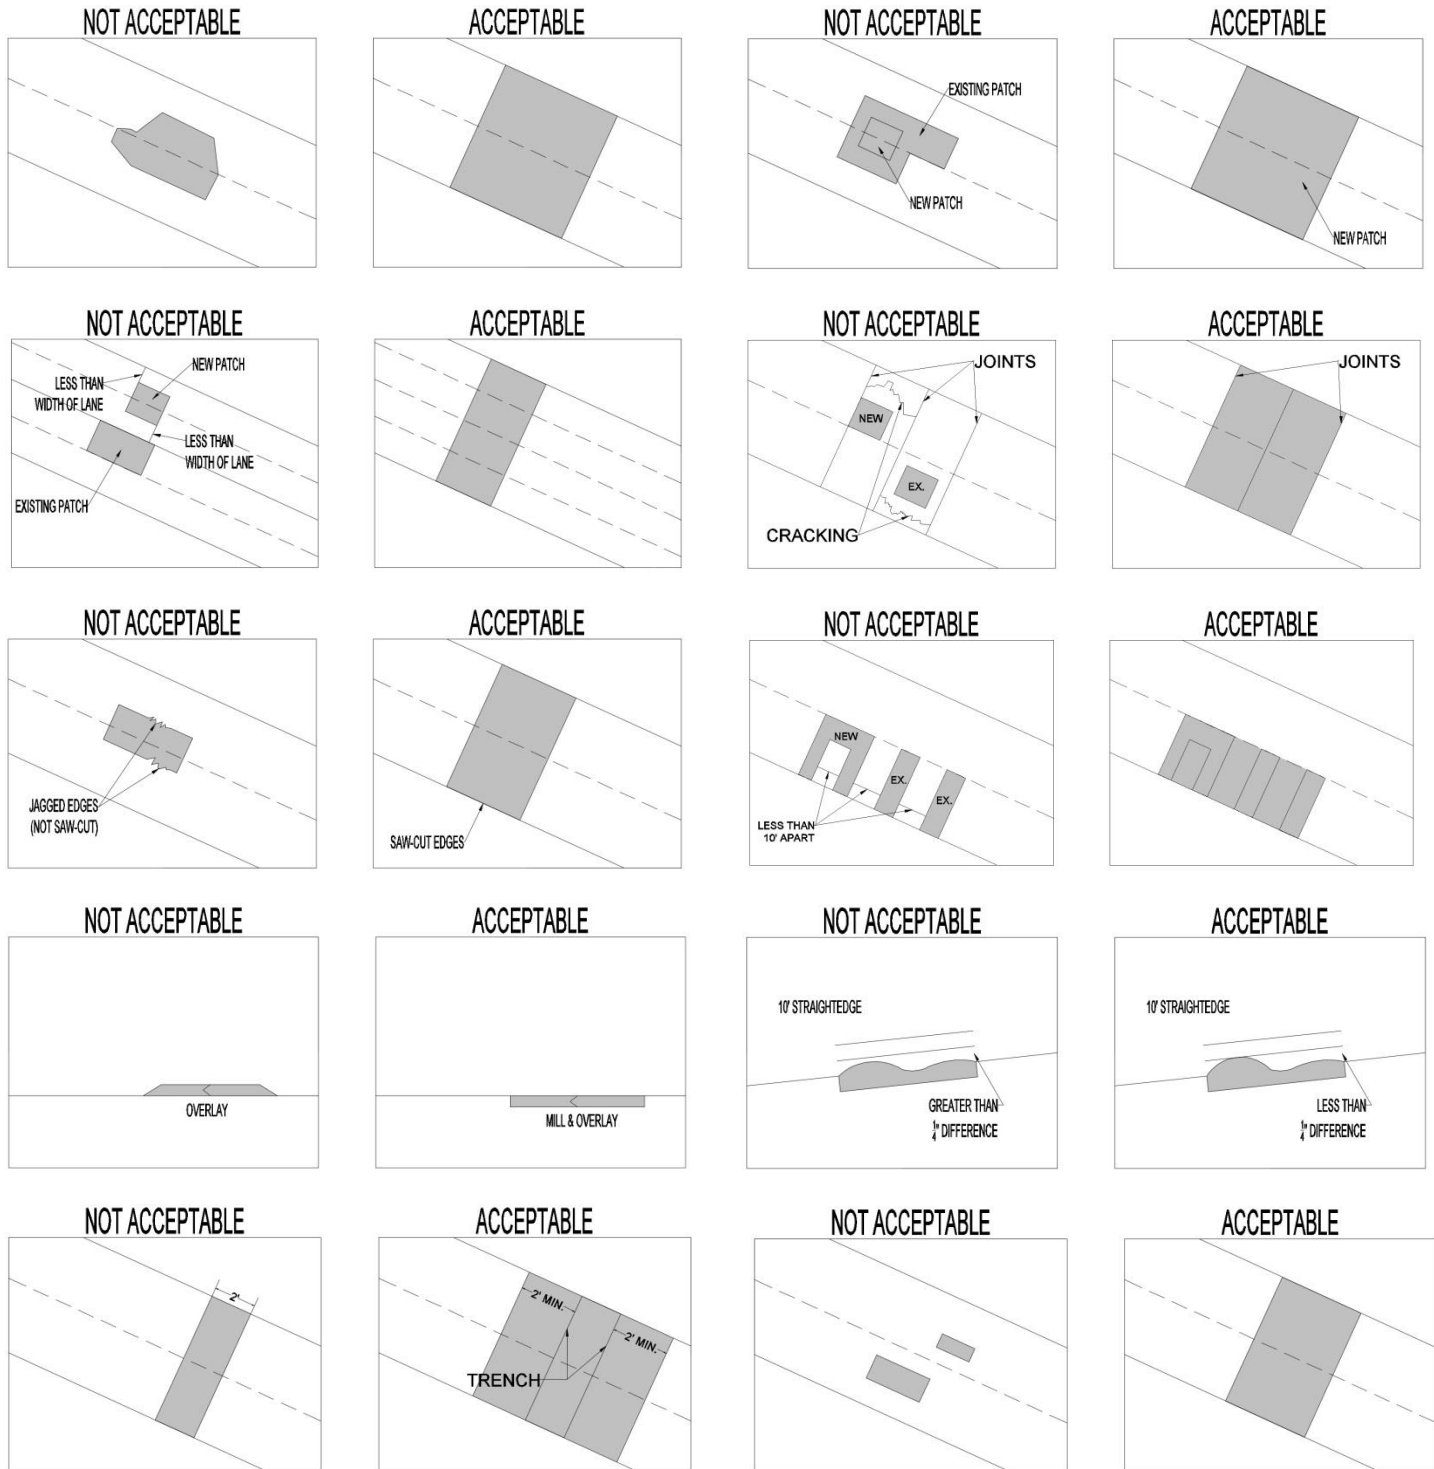 NOT ACCEPTABLE
ACCEPTABLE
NOT ACCEPTABLE
ACCEPTABLE
EXISTING PATCH
NEW PATCH
NEW PATCH
NOT ACCEPTABLE
ACCEPTABLE
NOT ACCEPTABLE
ACCEPTABLE
NEW PATCH
LESS THAN
WIDTH OF LANE
LESS THAN
WIDTH OF LANE
EXISTING PATCH
JOINTS
NEW
EX.
CRACKING
JOINTS
NOT ACCEPTABLE
ACCEPTABLE
NOT ACCEPTABLE
ACCEPTABLE
JAGGED EDGES
(NOT SAW-CUT)
SAW-CUT EDGES
NEW
EX.
EX.
LESS THAN
10' APART
NOT ACCEPTABLE
ACCEPTABLE
NOT ACCEPTABLE
ACCEPTABLE
OVERLAY
MILL & OVERLAY
10' STRAIGHTEDGE
GREATER THAN
1/4" DIFFERENCE
10' STRAIGHTEDGE
LESS THAN
1/4" DIFFERENCE
NOT ACCEPTABLE
ACCEPTABLE
NOT ACCEPTABLE
ACCEPTABLE
2'
2' MIN.
2' MIN.
TRENCH